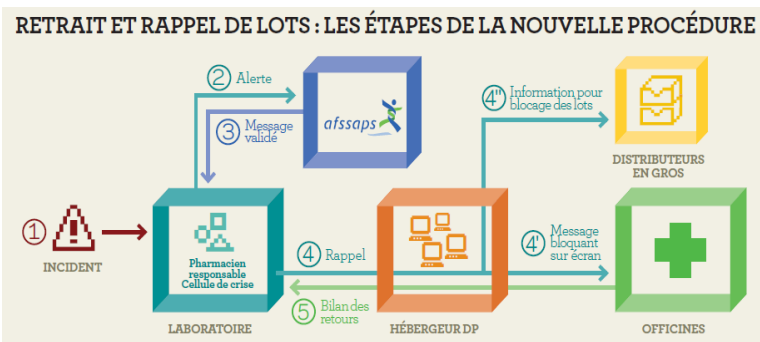 RETRAIT ET RAPPEL DE LOTS : LES ÉTAPES DE LA NOUVELLE PROCÉDURE
2 Alerte
afssaps
3 Message
validé
4" Information pour
blocage des lots
DISTRIBUTEURS
EN GROS
1
INCIDENT
Pharmacien
responsable
Cellule de crise
LABORATOIRE
4 Rappel
HÉBERGEUR DP
4' Message
bloquant
sur écran
5 Bilan des
retours
OFFICINES